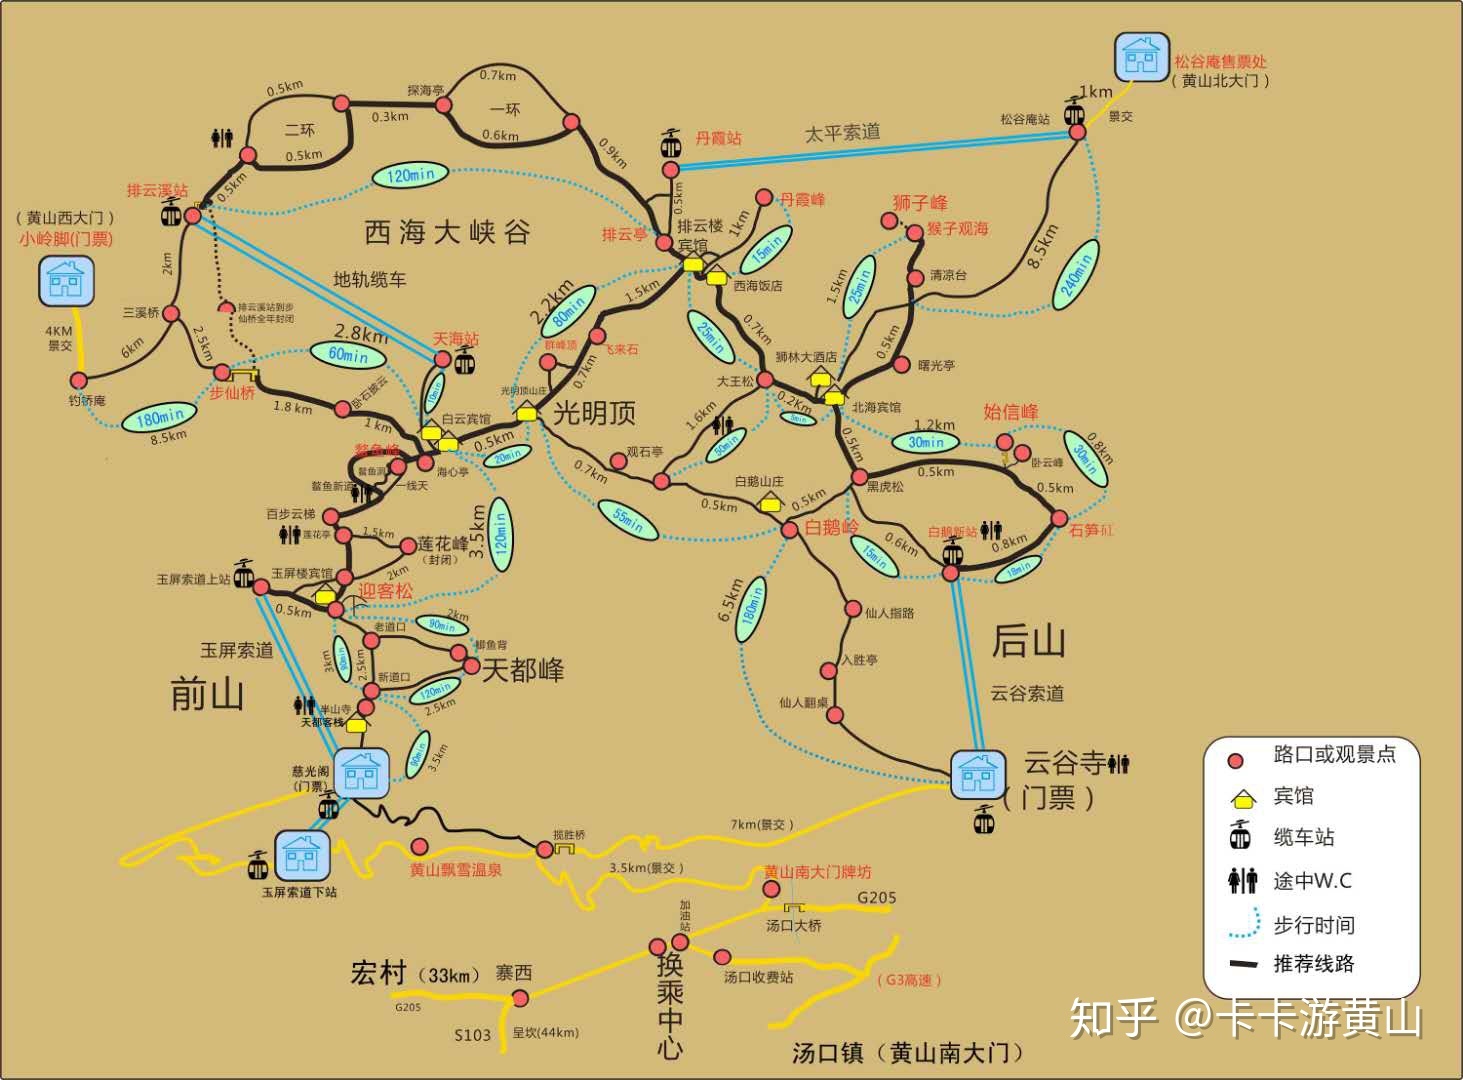 松谷庵售票处
(黄山北大门)
1km
景交
松谷庵站
太平索道
0.7km
探海亭
一环
0.6km
0.3km
0.5km
二环
0.5km
0.5km
0.9km
丹霞站
0.5km
120min
排云溪站
西海大峡谷
地轨缆车
(黄山西大门)
小岭脚(门票)
2km
三溪桥
4KM
景交
6km
2.5km
钓桥庵
180min
8.5km
步仙桥
排云溪站到步
仙桥全年封闭
2.8km
60min
天海站
10min
1.8 km
卧石披云
1 km
排云亭
排云楼
宾馆
1km
丹霞峰
15min
西海饭店
狮子峰
猴子观海
清凉台
1.5km
25min
8.5km
240min
2.2km
80min
1.5km
25min
0.7km
群峰顶
飞来石
0.7km
光明顶山庄
光明顶
狮林大酒店
0.5km
曙光亭
大王松
0.2Km
5min
北海宾馆
始信峰
1.2km
30min
卧云峰
0.8km
30min
0.5km
0.5km
0.5km
黑虎松
石笋矼
白云宾馆
0.5km
20min
海心亭
鳌鱼峰
鳌鱼洞
一线天
鳌鱼新道
1.6km
50min
观石亭
0.7km
0.5km
白鹅山庄
0.5km
白鹅岭
55min
百步云梯
莲花亭
1.5km
莲花峰
(封闭)
2km
3.5km
120min
玉屏索道上站
玉屏楼宾馆
迎客松
0.5km
玉屏索道
前山
老道口
2km
90min
鲫鱼背
天都峰
3km
90min
2.5km
新道口
120min
2.5km
半山寺
天都客栈
90min
3.5km
慈光阁
(门票)
玉屏索道下站
0.6km
15min
白鹅新站
0.8km
18min
6.5km
180min
仙人指路
入胜亭
仙人翻桌
后山
云谷索道
云谷寺
(门票)
揽胜桥
7km(景交)
黄山飘雪温泉
3.5km(景交)
黄山南大门牌坊
G205
汤口大桥
加油站
换乘中心
汤口收费站
(G3高速)
宏村(33km)
寨西
G205
S103
呈坎(44km)
汤口镇(黄山南大门)
路口或观景点
宾馆
缆车站
途中W.C
步行时间
推荐线路
知乎 @卡卡游黄山